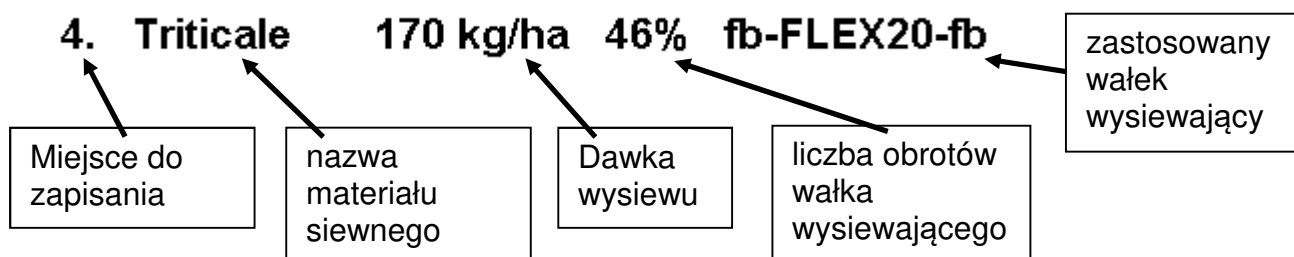 4. Triticale 170 kg/ha 46% fb-FLEX20-fb
zastosowany
wałek
wysiewający
Miejsce do
zapisania
nazwa
materiału
siewnego
Dawka
wysiewu
liczba obrotów
wałka
wysiewającego